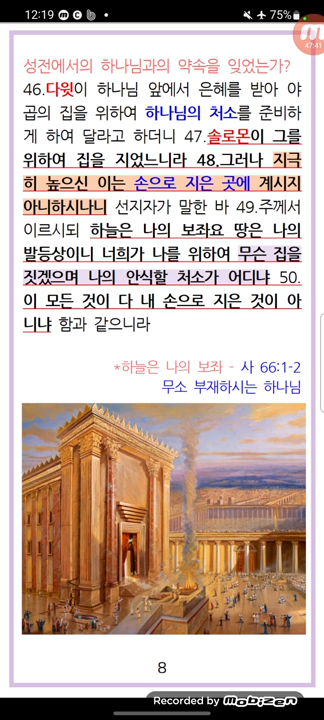 12:19
75%
47:41
성전에서의 하나님과의 약속을 잊었는가?
46.다윗이 하나님 앞에서 은혜를 받아 야
곱의 집을 위하여 하나님의 처소를 준비하
게 하여 달라고 하더니 47.솔로몬이 그를
위하여 집을 지었느니라 48.그러나 지극
히 높으신 이는 손으로 지은 곳에 계시지
아니하시나니 선지자가 말한 바 49.주께서
이르시되 하늘은 나의 보좌요 땅은 나의
발등상이니 너희가 나를 위하여 무슨 집을
짓겠으며 나의 안식할 처소가 어디냐 50.
이 모든 것이 다 내 손으로 지은 것이 아
니냐 함과 같으니라
*하늘은 나의 보좌 - 사 66:1-2
무소 부재하시는 하나님
8
Recorded by mobizen